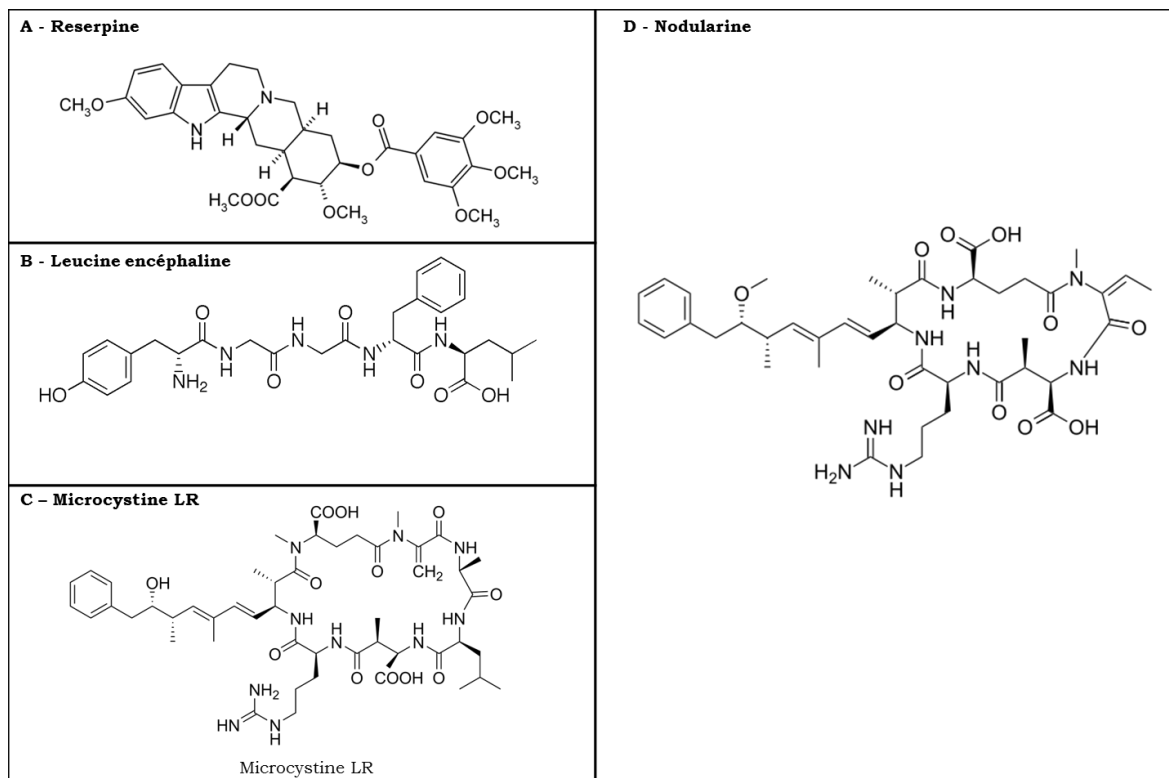 A - Reserpine
CH₃O
N
H
O
OCH₃
N
H
H
H
O
OCH₃
H₃COOC
OCH₃
OCH₃
B - Leucine encéphaline
O
H
N
O
H
N
HO
NH₂
N
H
O
O
N
H
O
O
OH
C – Microcystine LR
COOH
N
O
N
O
CH₂
O
NH
O
OH
NH
O
H
N
O
COOH
H
N
O
NH
NH₂
HN
N
H
Microcystine LR
D - Nodularine
O
OH
O
N
H
O
N
O
O
NH
O
H
N
O
NH
O
OH
NH
H₂N
N
H